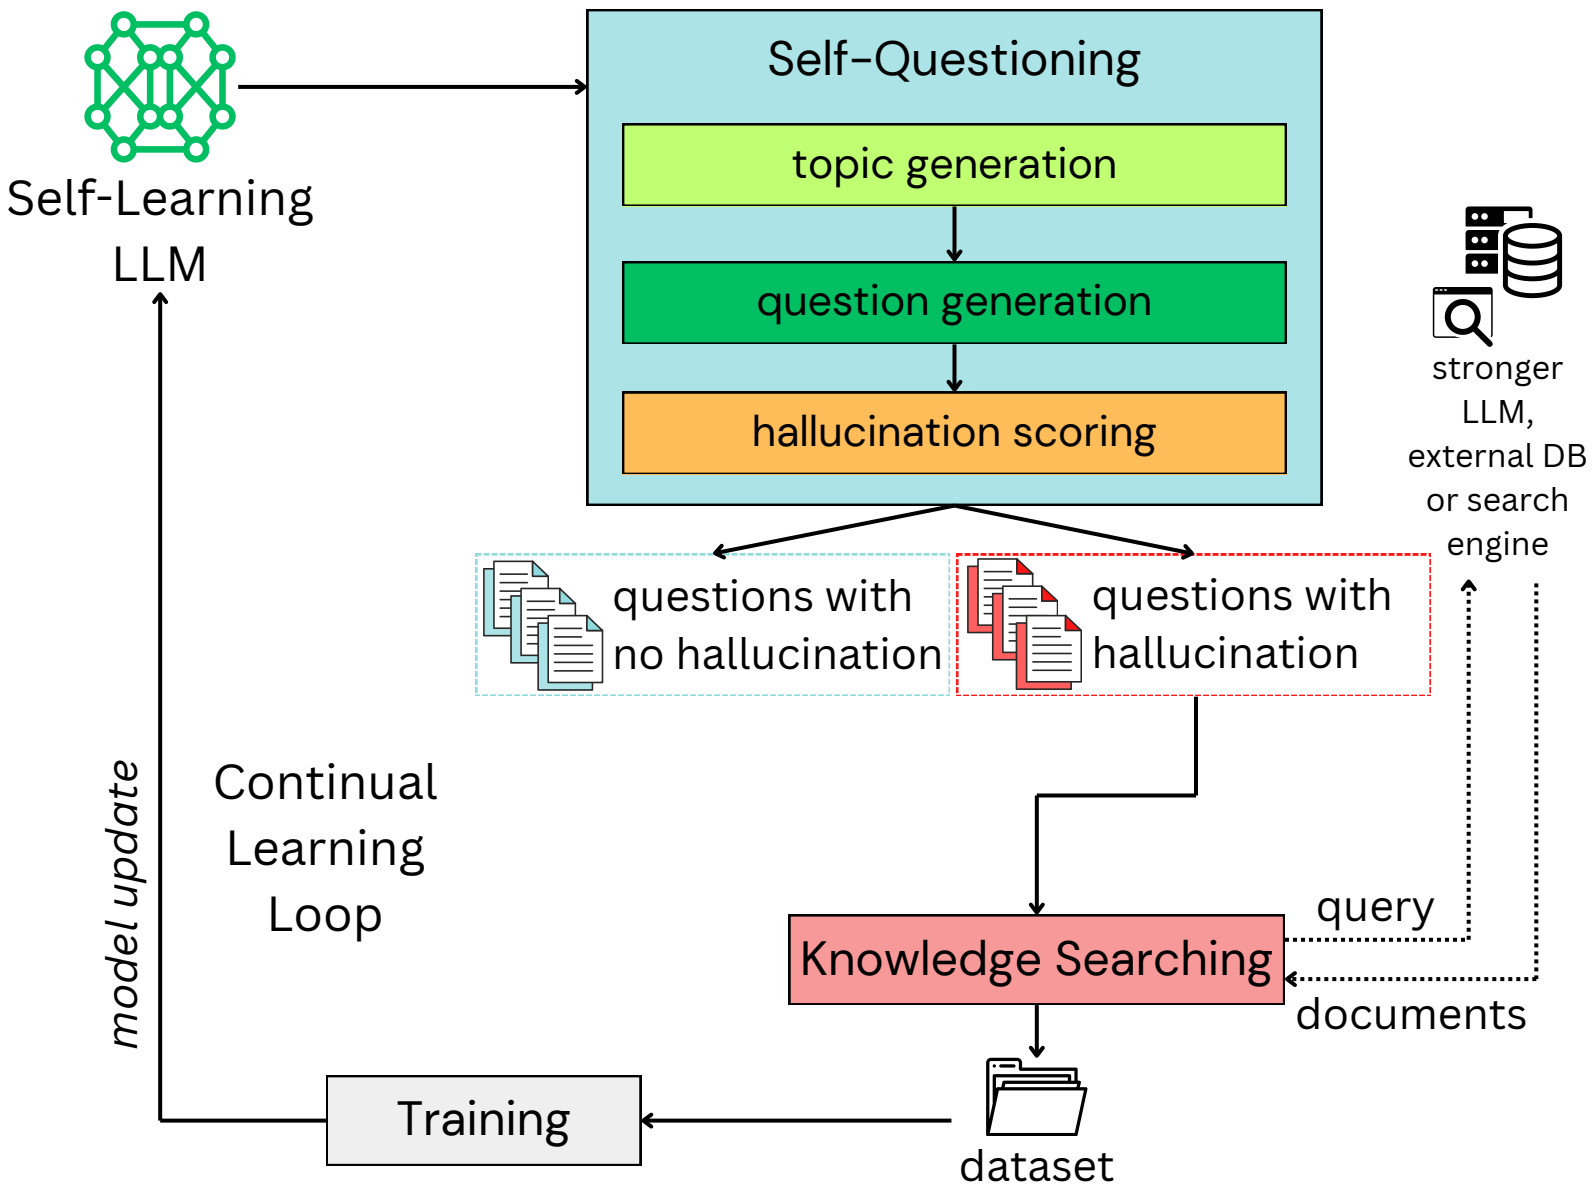 Self-Questioning
topic generation
question generation
hallucination scoring
Self-Learning
LLM
stronger
LLM,
external DB
or search
engine
questions with
no hallucination
questions with
hallucination
Continual
Learning
Loop
model update
query
Knowledge Searching
documents
Training
dataset